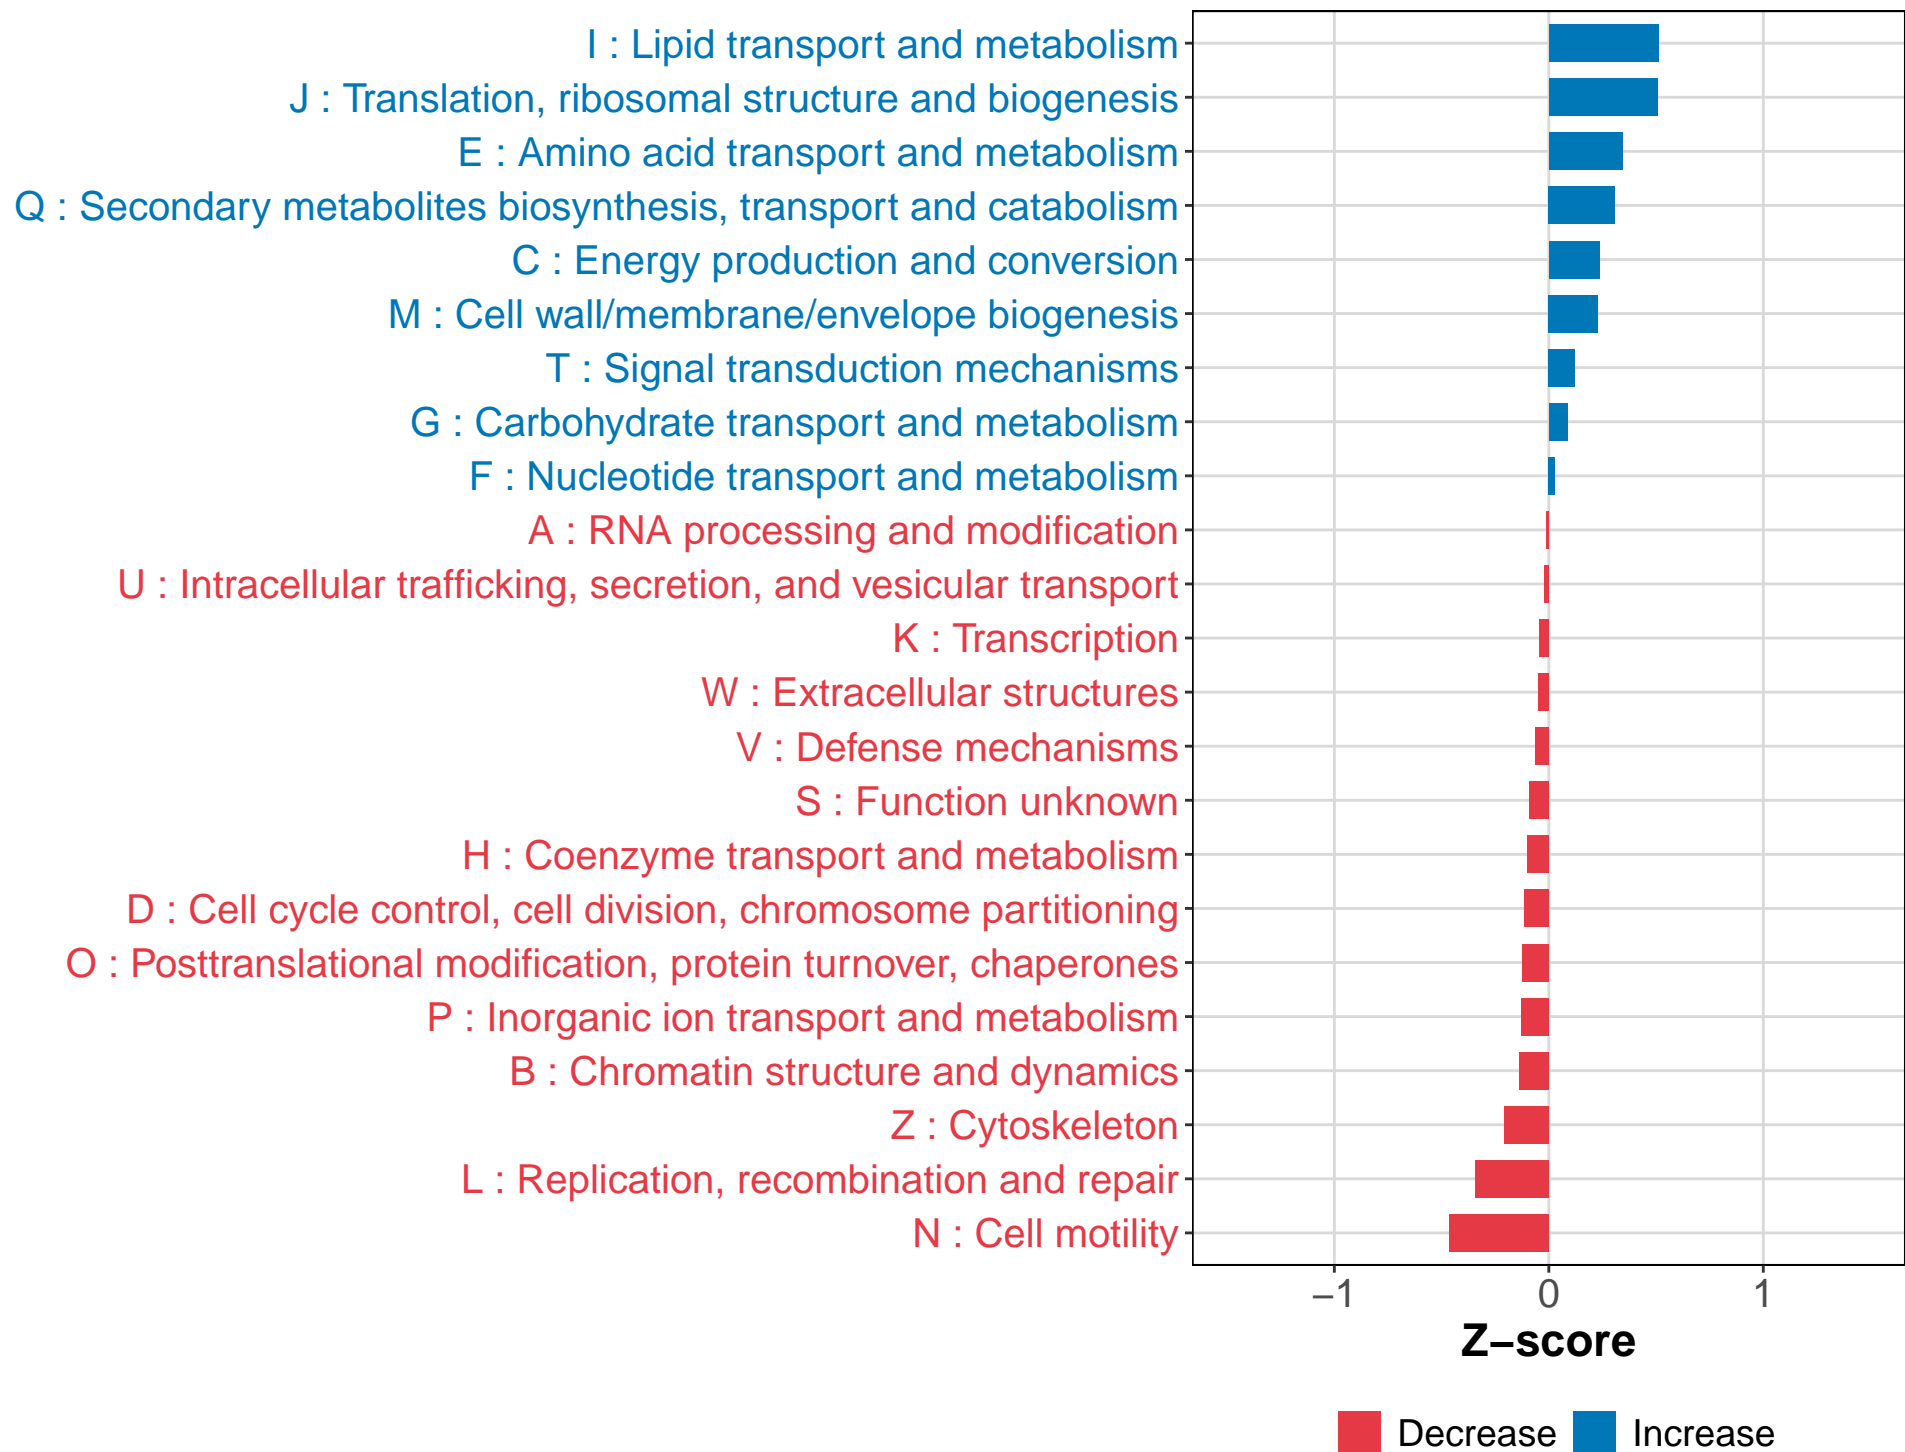 I : Lipid transport and metabolism
J : Translation, ribosomal structure and biogenesis
E : Amino acid transport and metabolism
Q : Secondary metabolites biosynthesis, transport and catabolism
C : Energy production and conversion
M : Cell wall/membrane/envelope biogenesis
T : Signal transduction mechanisms
G : Carbohydrate transport and metabolism
F : Nucleotide transport and metabolism
A : RNA processing and modification
U : Intracellular trafficking, secretion, and vesicular transport
K : Transcription
W : Extracellular structures
V : Defense mechanisms
S : Function unknown
H : Coenzyme transport and metabolism
D : Cell cycle control, cell division, chromosome partitioning
O : Posttranslational modification, protein turnover, chaperones
P : Inorganic ion transport and metabolism
B : Chromatin structure and dynamics
Z : Cytoskeleton
L : Replication, recombination and repair
N : Cell motility
−1 0 1
Z−score
Decrease Increase